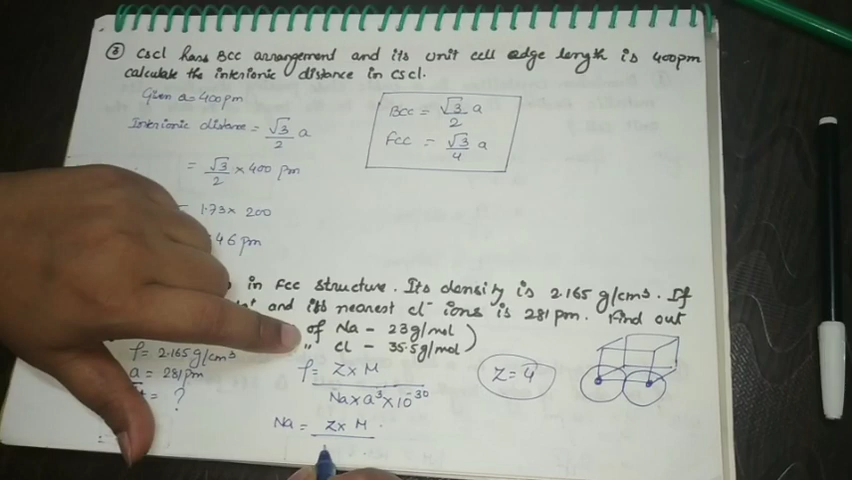 ③ CsCl has BCC arrangement and its unit cell edge length is 400pm
calculate the interionic distance in CsCl.
Given a = 400pm
Interionic distance = √3/2 a
= √3/2 × 400 pm
= 1.73 × 200
46 pm
BCC = √3/2 a
FCC = √3/4 a
in FCC structure. Its density is 2.165 g/cm³. If
and its nearest Cl⁻ ions is 281 pm. Find out
of Na - 23g/mol
" Cl - 35.5g/mol)
ρ = 2.165 g/cm³
a = 281 pm
= ?
ρ = Z × M / Na × a³ × 10⁻³⁰
Z = 4
Na = Z × M